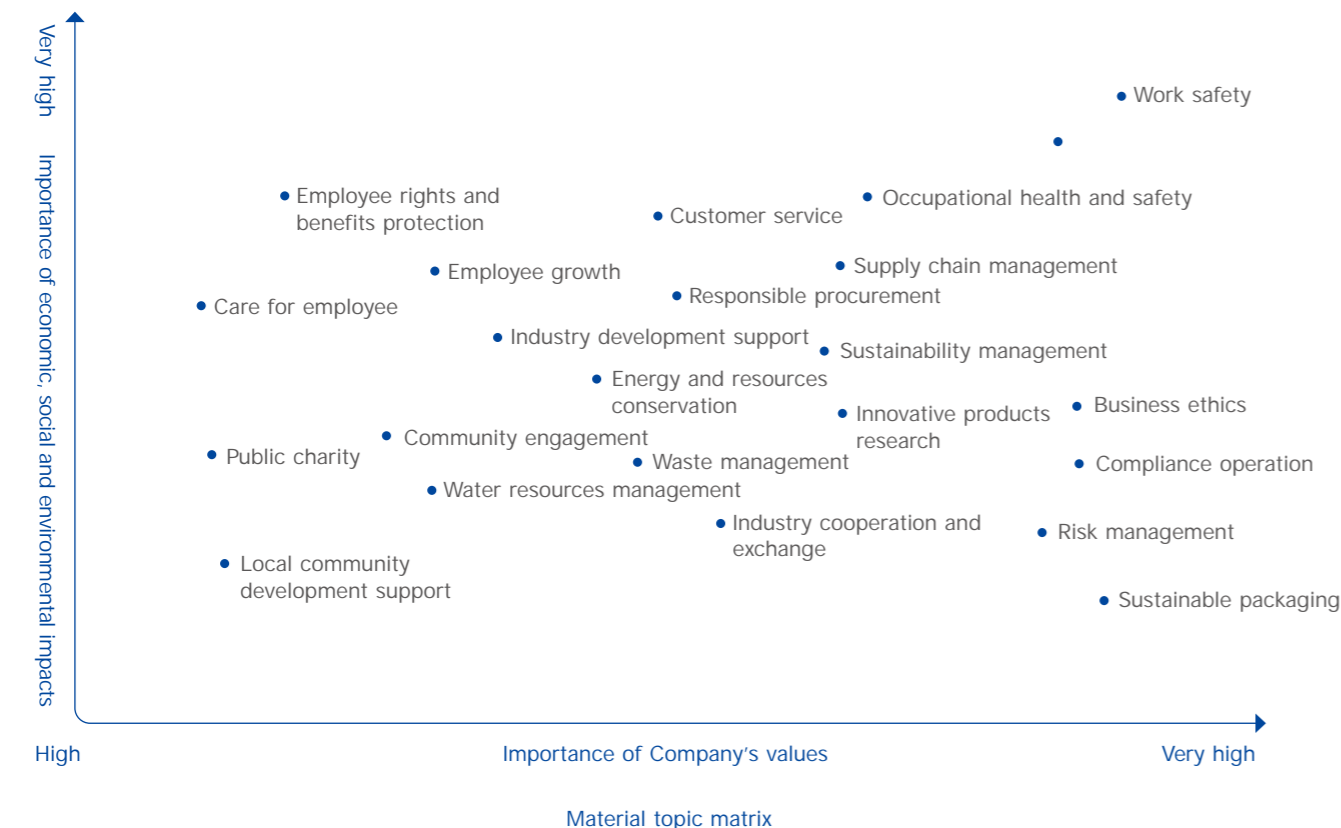 Very high
Importance of economic, social and environmental impacts
Work safety
Employee rights and
benefits protection
Customer service
Occupational health and safety
Employee growth
Supply chain management
Care for employee
Responsible procurement
Industry development support
Sustainability management
Energy and resources
conservation
Innovative products
research
Business ethics
Community engagement
Public charity
Waste management
Compliance operation
Water resources management
Industry cooperation and
exchange
Risk management
Local community
development support
Sustainable packaging
High
Importance of Company's values
Very high
Material topic matrix